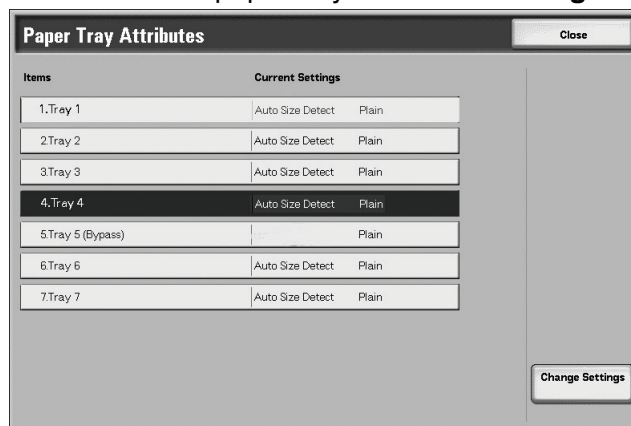 paper tray
Paper Tray Attributes
Close
Items Current Settings
1.Tray 1 Auto Size Detect Plain
2.Tray 2 Auto Size Detect Plain
3.Tray 3 Auto Size Detect Plain
4.Tray 4 Auto Size Detect Plain
5.Tray 5 (Bypass) Plain
6.Tray 6 Auto Size Detect Plain
7.Tray 7 Auto Size Detect Plain
Change Settings